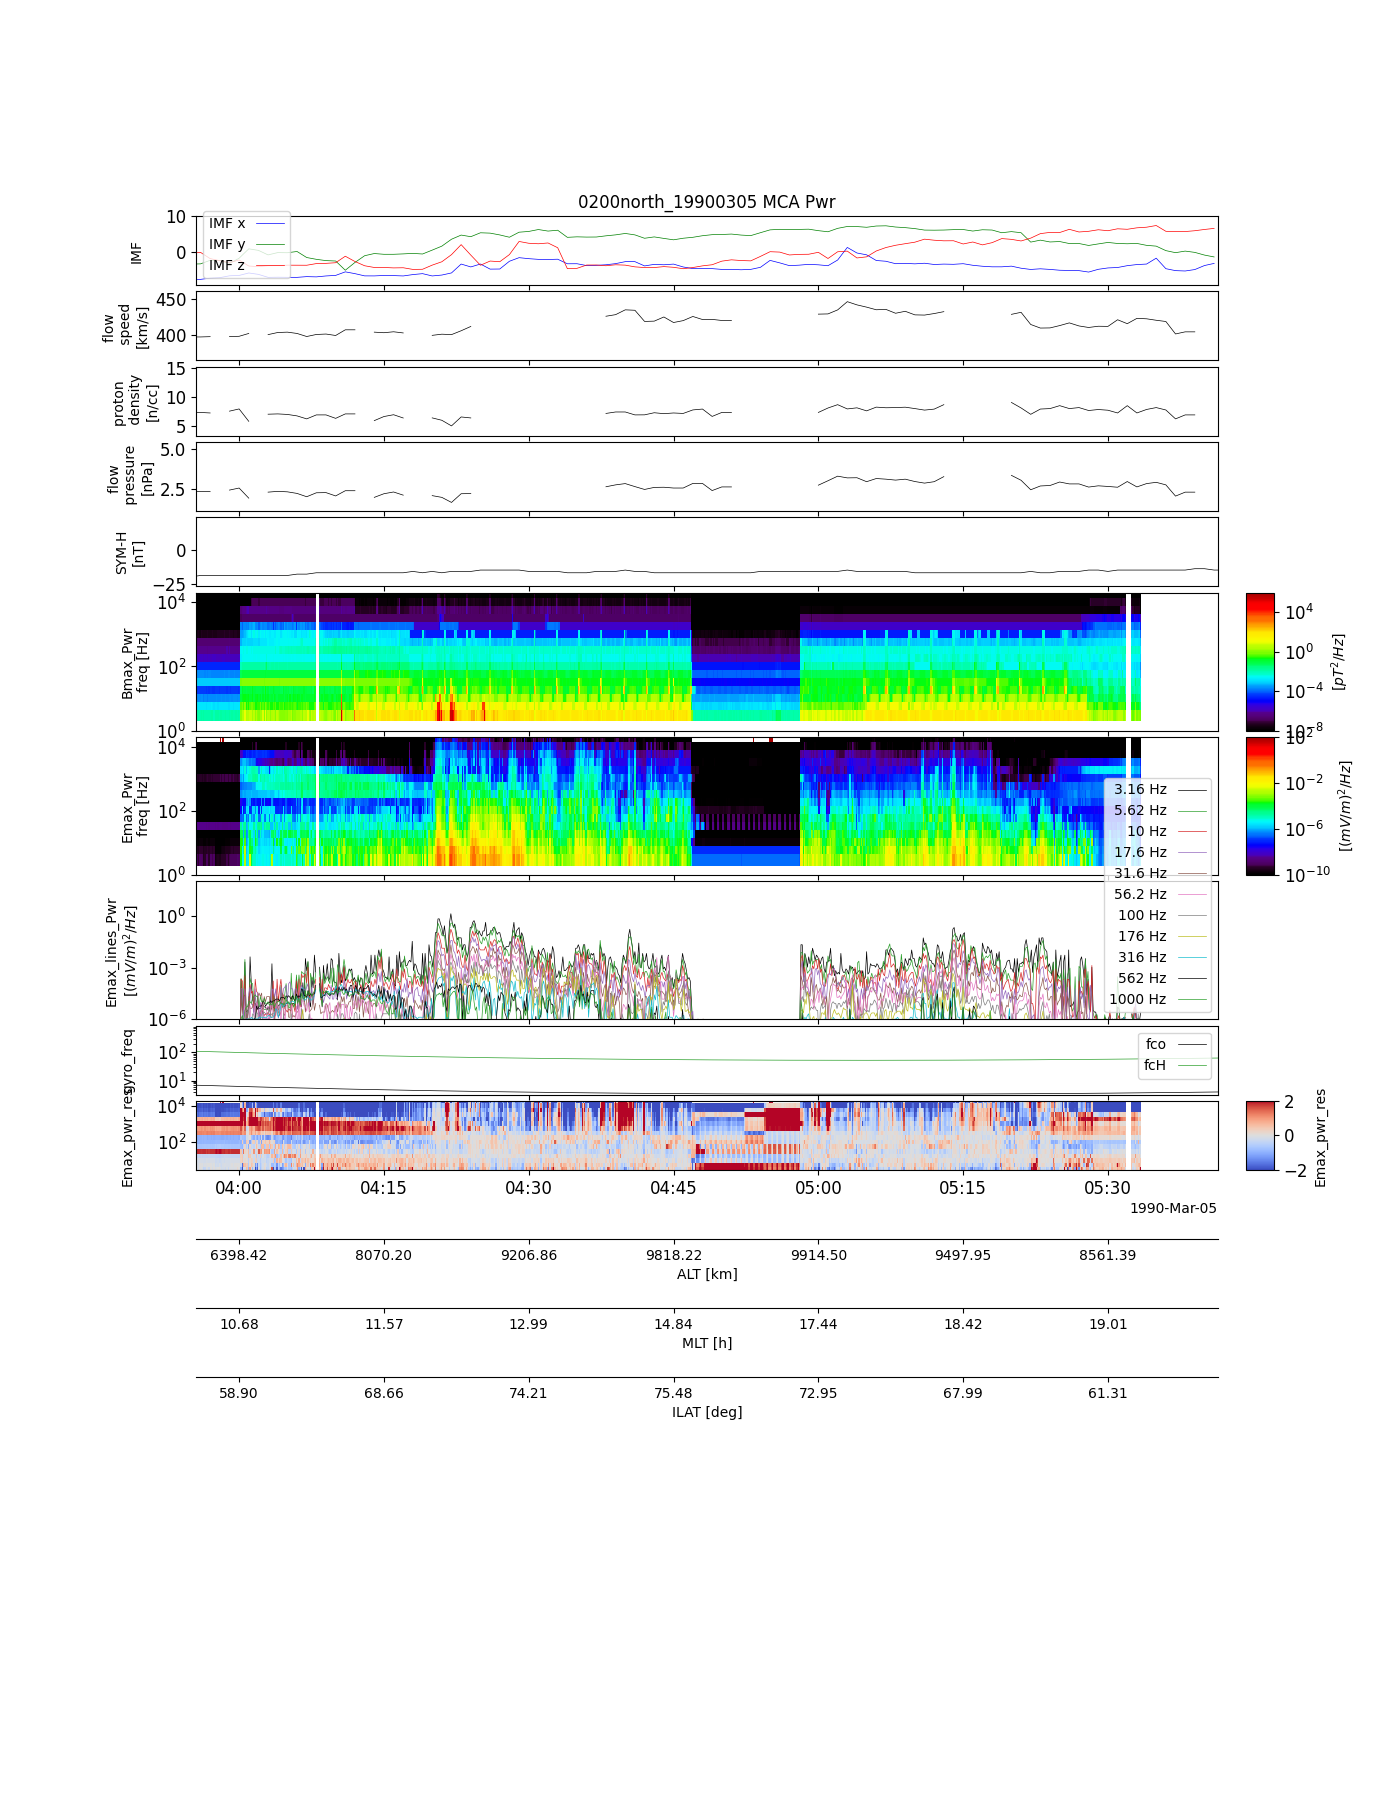 0200north_19900305 MCA Pwr
10
0
IMF
IMF x
IMF y
IMF z
450
400
flow
speed
[km/s]
15
10
5
proton
density
[n/cc]
5.0
2.5
flow
pressure
[nPa]
0
−25
SYM-H
[nT]
10^4
10^2
10^0
Bmax_Pwr
freq [Hz]
10^4
10^0
10^−4
10^−8
[pT^2/Hz]
10^4
10^2
10^0
Emax_Pwr
freq [Hz]
10^2
10^−2
10^−6
10^−10
[(mV/m)^2/Hz]
3.16 Hz
5.62 Hz
10 Hz
17.6 Hz
31.6 Hz
56.2 Hz
100 Hz
176 Hz
316 Hz
562 Hz
1000 Hz
10^0
10^−3
10^−6
Emax_lines_Pwr
[(mV/m)^2/Hz]
10^2
10^1
gyro_freq
fco
fcH
10^4
10^2
Emax_pwr_res
2
0
−2
Emax_pwr_res
04:00 04:15 04:30 04:45 05:00 05:15 05:30
1990-Mar-05
6398.42 8070.20 9206.86 9818.22 9914.50 9497.95 8561.39
ALT [km]
10.68 11.57 12.99 14.84 17.44 18.42 19.01
MLT [h]
58.90 68.66 74.21 75.48 72.95 67.99 61.31
ILAT [deg]